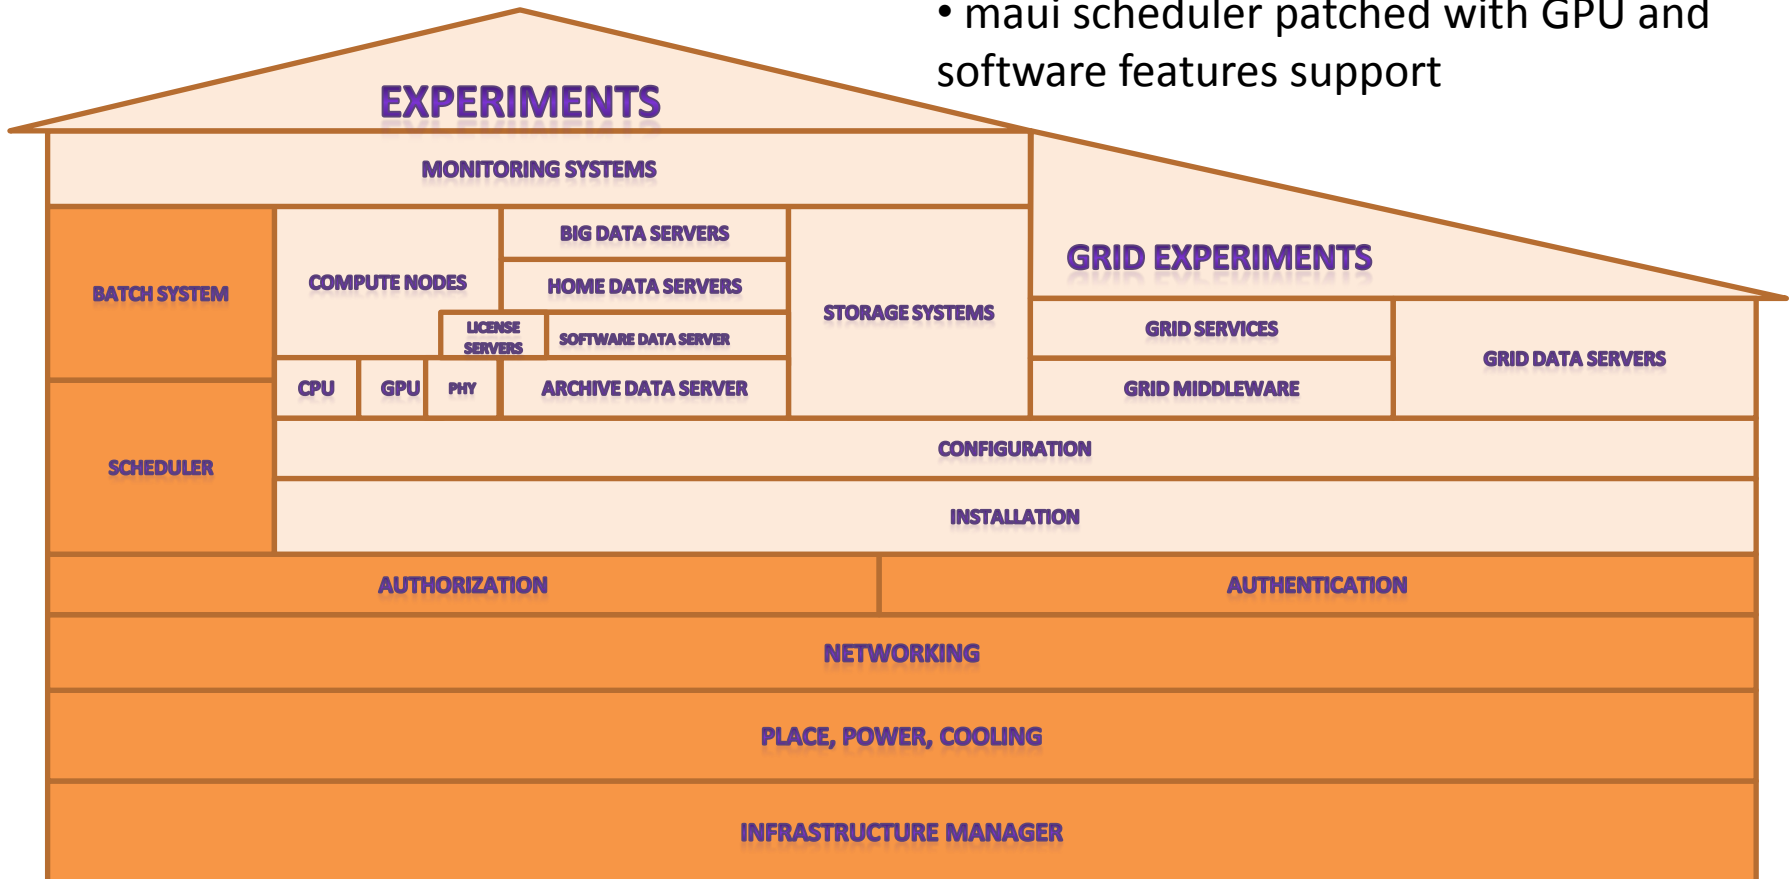 • maui scheduler patched with GPU and
software features support
EXPERIMENTS
MONITORING SYSTEMS
BATCH SYSTEM
COMPUTE NODES
BIG DATA SERVERS
HOME DATA SERVERS
LICENSE
SERVERS
SOFTWARE DATA SERVER
STORAGE SYSTEMS
CPU
GPU
PHY
ARCHIVE DATA SERVER
GRID EXPERIMENTS
GRID SERVICES
GRID MIDDLEWARE
GRID DATA SERVERS
SCHEDULER
CONFIGURATION
INSTALLATION
AUTHORIZATION
AUTHENTICATION
NETWORKING
PLACE, POWER, COOLING
INFRASTRUCTURE MANAGER